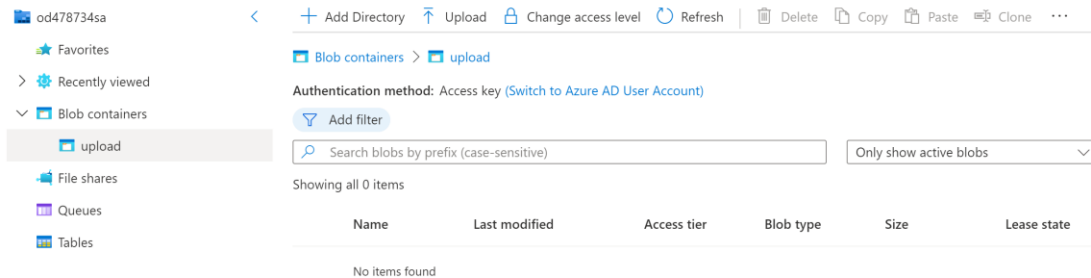 od478734sa
Favorites
Recently viewed
Blob containers
upload
File shares
Queues
Tables
Add Directory Upload Change access level Refresh Delete Copy Paste Clone ...
Blob containers > upload
Authentication method: Access key (Switch to Azure AD User Account)
Add filter
Search blobs by prefix (case-sensitive) Only show active blobs
Showing all 0 items
Name Last modified Access tier Blob type Size Lease state
No items found